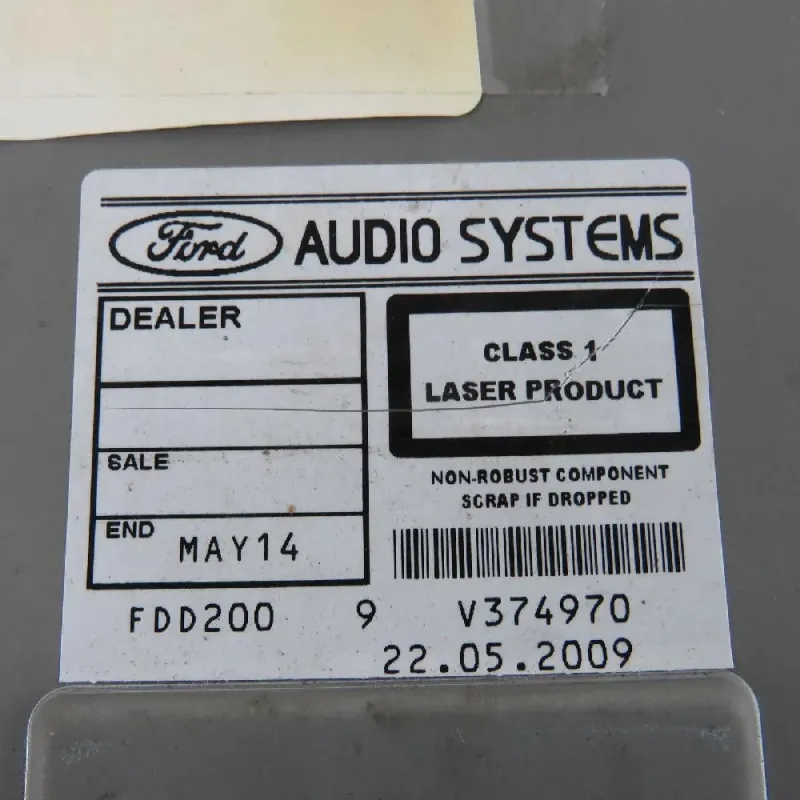 Ford AUDIO SYSTEMS
DEALER
CLASS 1
LASER PRODUCT
SALE
NON-ROBUST COMPONENT
SCRAP IF DROPPED
END MAY14
FDD200 9 V374970
22.05.2009